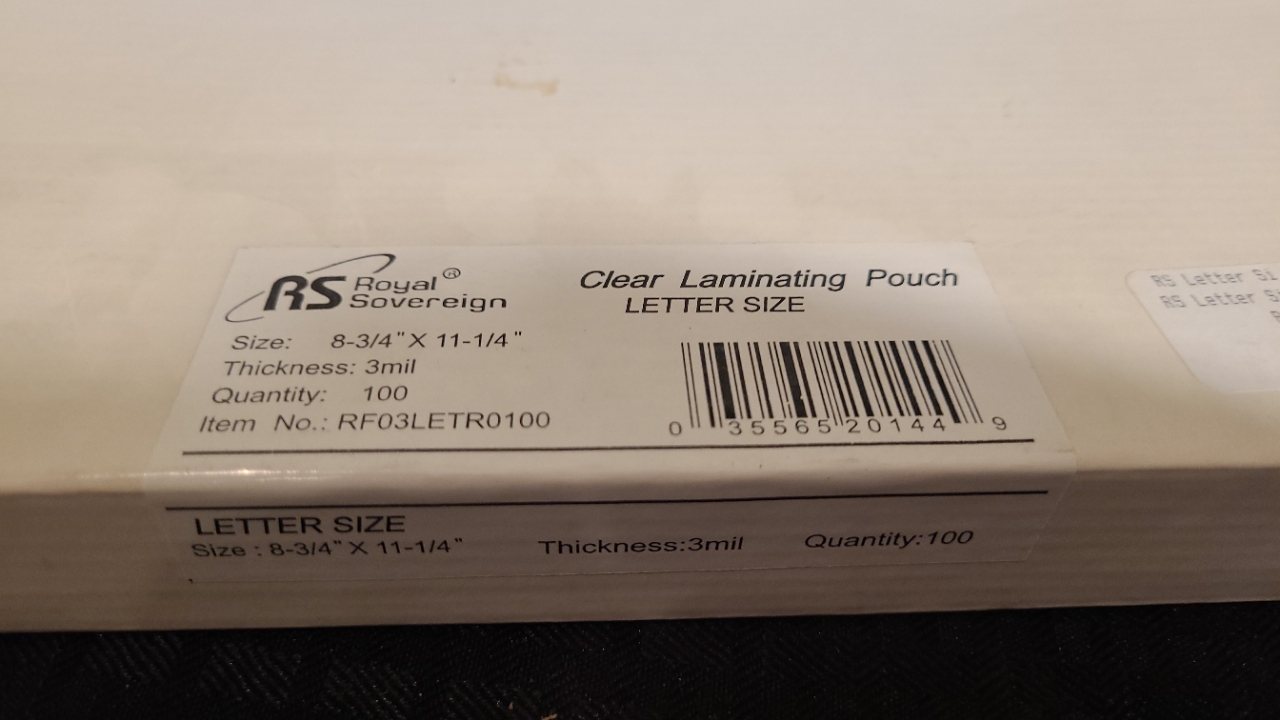 RS Royal ®
Sovereign
Clear Laminating Pouch
LETTER SIZE
Size: 8-3/4" X 11-1/4"
Thickness: 3mil
Quantity: 100
Item No.: RF03LETR0100
0 35565 20144 9
LETTER SIZE
Size : 8-3/4" X 11-1/4" Thickness:3mil Quantity:100
RS Letter
RS Letter